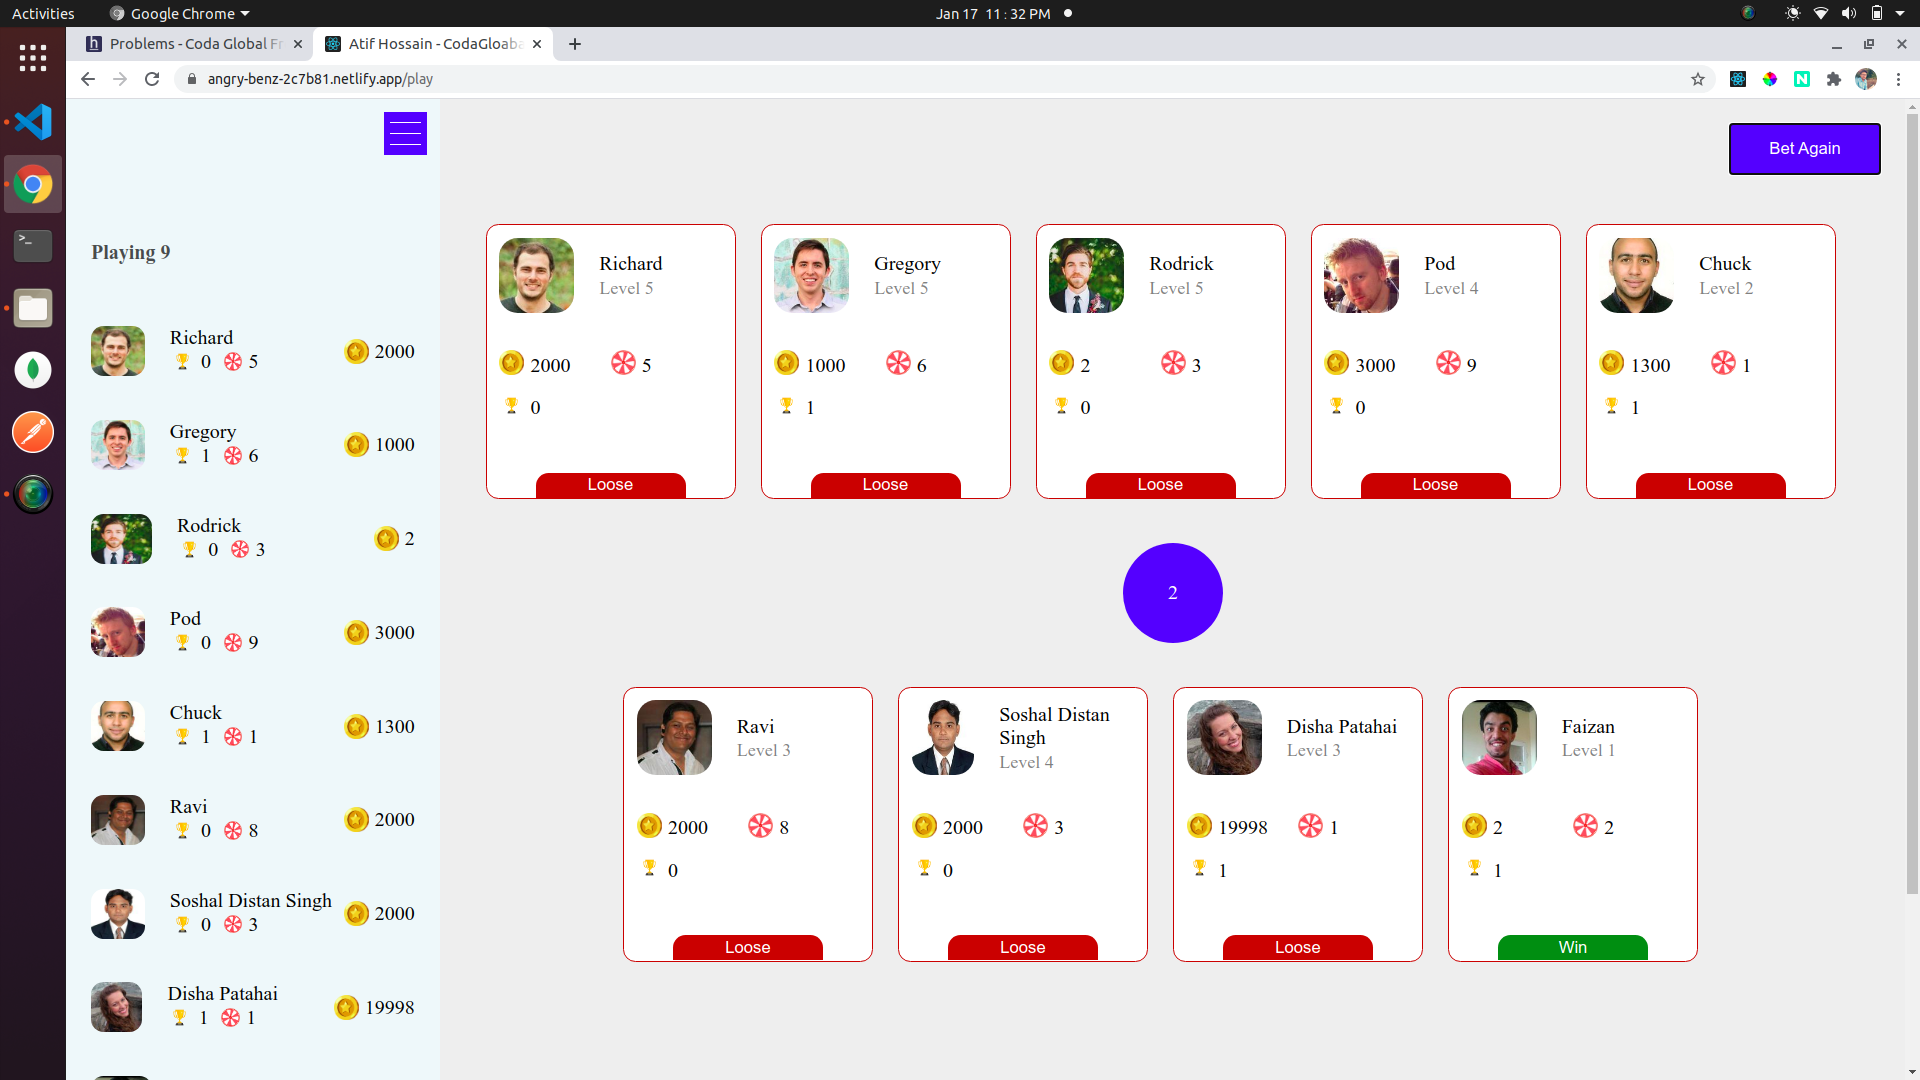 Activities
Google Chrome
Jan 17 11 : 32 PM
Problems - Coda Global Fr
Atif Hossain - CodaGloaba
angry-benz-2c7b81.netlify.app/play
Bet Again
Playing 9
Richard
0 5
2000
Gregory
1 6
1000
Rodrick
0 3
2
Pod
0 9
3000
Chuck
1 1
1300
Ravi
0 8
2000
Soshal Distan Singh
0 3
2000
Disha Patahai
1 1
19998
Richard
Level 5
2000 5
0
Loose
Gregory
Level 5
1000 6
1
Loose
Rodrick
Level 5
2 3
0
Loose
Pod
Level 4
3000 9
0
Loose
Chuck
Level 2
1300 1
1
Loose
2
Ravi
Level 3
2000 8
0
Loose
Soshal Distan
Singh
Level 4
2000 3
0
Loose
Disha Patahai
Level 3
19998 1
1
Loose
Faizan
Level 1
2 2
1
Win